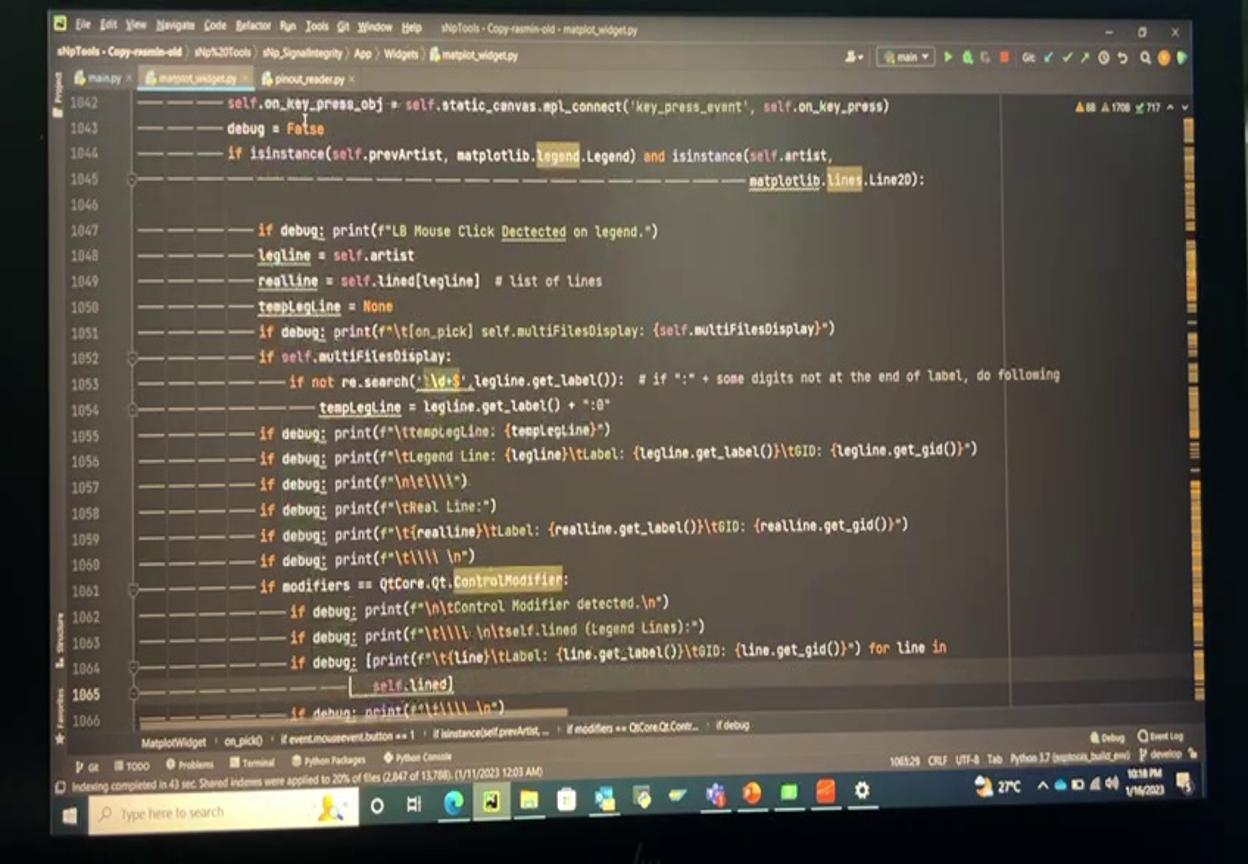 File Edit View Navigate Code Refactor Run Tools Git Window Help sNpTools - Copy-rasmin-old - matplot_widget.py
sNpTools - Copy-rasmin-old sNp%20Tools sNp_SignalIntegrity App Widgets matplot_widget.py main Git:
main.py matplot_widget.py pinout_reader.py
Project
1042 self.on_key_press_obj = self.static_canvas.mpl_connect('key_press_event', self.on_key_press) 88 1708 717
1043 debug = False
1044 if isinstance(self.prevArtist, matplotlib.legend.Legend) and isinstance(self.artist,
1045 matplotlib.lines.Line2D):
1046
1047 if debug: print(f"LB Mouse Click Dectected on legend.")
1048 legline = self.artist
1049 realline = self.lined[legline] # list of lines
1050 tempLegLine = None
1051 if debug: print(f"\t[on_pick] self.multiFilesDisplay: {self.multiFilesDisplay}")
1052 if self.multiFilesDisplay:
1053 if not re.search(':\d+$',legline.get_label()): # if ":" + some digits not at the end of label, do following
1054 tempLegLine = legline.get_label() + ":0"
1055 if debug: print(f"\ttempLegLine: {tempLegLine}")
1056 if debug: print(f"\tLegend Line: {legline}\tLabel: {legline.get_label()}\tGID: {legline.get_gid()}")
1057 if debug: print(f"\n\t\\\\")
1058 if debug: print(f"\tReal Line:")
1059 if debug: print(f"\t{realline}\tLabel: {realline.get_label()}\tGID: {realline.get_gid()}")
1060 if debug: print(f"\t\\\\ \n")
1061 if modifiers == QtCore.Qt.ControlModifier:
1062 if debug: print(f"\n\tControl Modifier detected.\n")
1063 if debug: print(f"\t\\\\ \n\tself.lined (Legend Lines):")
1064 if debug: [print(f"\t{line}\tLabel: {line.get_label()}\tGID: {line.get_gid()}") for line in
1065 self.lined]
1066 if debug: print(f"\t\\\\ \n")
Structure
Favorites
MatplotWidget on_pick() if event.mouseevent.button == 1 if isinstance(self.prevArtist, ... if modifiers == QtCore.Qt.Contr... if debug
Git TODO Problems Terminal Python Packages Python Console Debug Event Log
Indexing completed in 43 sec. Shared indexes were applied to 20% of files (2,847 of 13,788). (1/11/2023 12:03 AM) CRLF UTF-8 Tab Python 3.7 develop
Type here to search 27°C 10:18 PM
1/16/2023